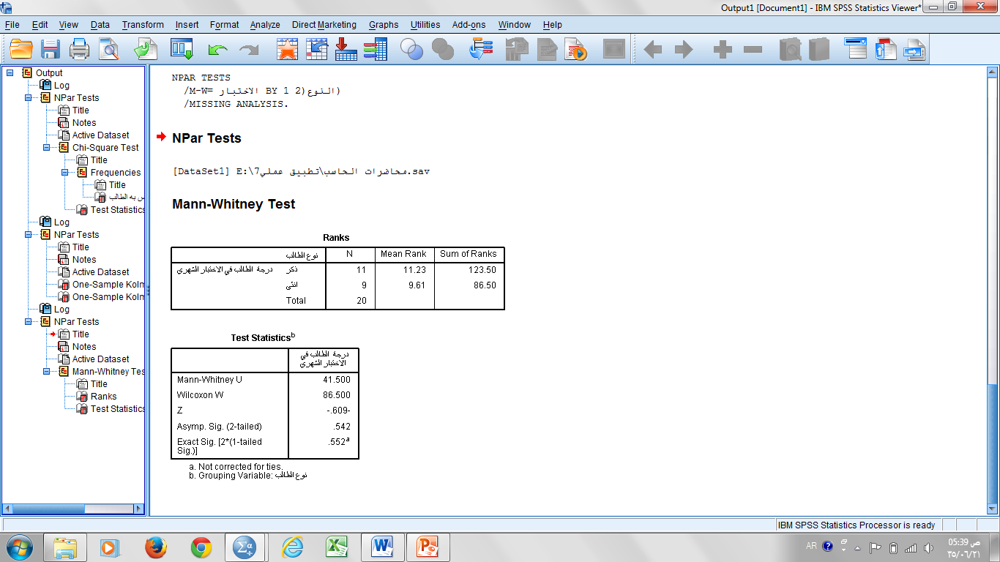 Output1 [Document1] - IBM SPSS Statistics Viewer*
File Edit View Data Transform Insert Format Analyze Direct Marketing Graphs Utilities Add-ons Window Help
Output
Log
NPar Tests
Title
Notes
Active Dataset
Chi-Square Test
Title
Frequencies
Title
س به الطالب
Test Statistics
Log
NPar Tests
Title
Notes
Active Dataset
One-Sample Kolm
One-Sample Kolm
Log
NPar Tests
Title
Notes
Active Dataset
Mann-Whitney Tes
Title
Ranks
Test Statistics
NPAR TESTS
/M-W= الاختبار BY النوع(1 2)
/MISSING ANALYSIS.
NPar Tests
[DataSet1] E:\محاضرات الحاسب\تطبيق عملي7.sav
Mann-Whitney Test
Ranks
نوع الطالب N Mean Rank Sum of Ranks
درجة الطالب في الاختبار الشهري ذكر 11 11.23 123.50
انثى 9 9.61 86.50
Total 20
Test Statisticsb
درجة الطالب في
الاختبار الشهري
Mann-Whitney U 41.500
Wilcoxon W 86.500
Z -.609-
Asymp. Sig. (2-tailed) .542
Exact Sig. [2*(1-tailed .552a
Sig.)]
a. Not corrected for ties.
b. Grouping Variable: نوع الطالب
IBM SPSS Statistics Processor is ready
AR
05:39 ص
٣٥/٠٦/٢١